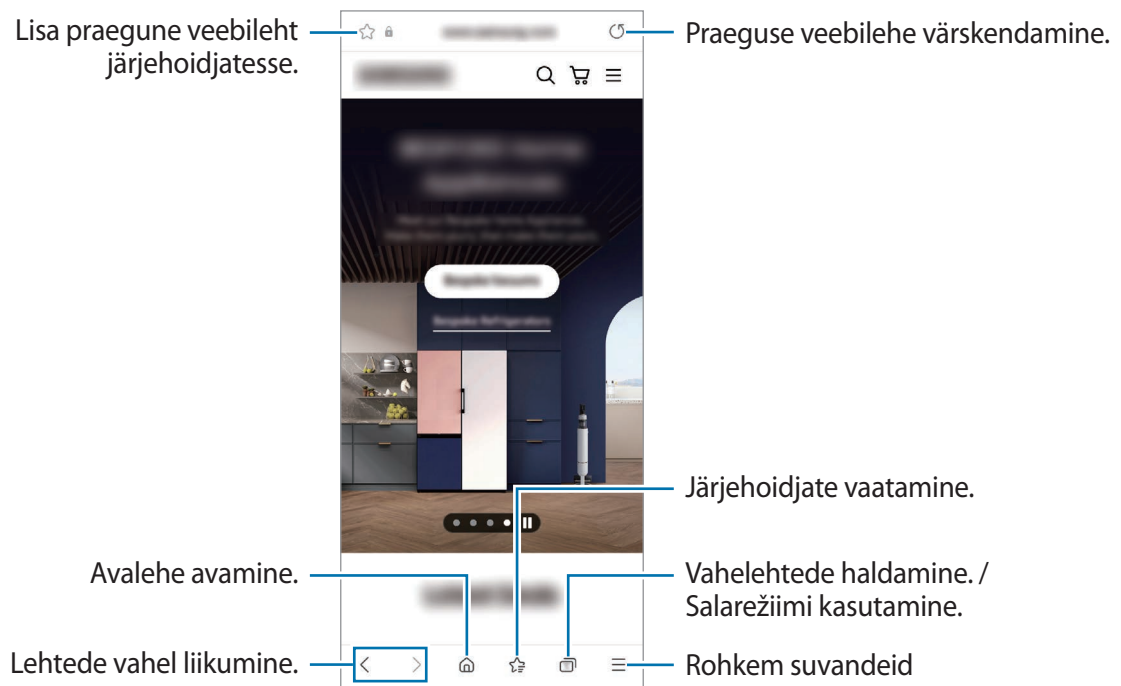 Lisa praegune veebileht
järjehoidjatesse.
Praeguse veebilehe värskendamine.
Järjehoidjate vaatamine.
Avalehe avamine.
Vahelehtede haldamine. /
Salarežiimi kasutamine.
Lehtede vahel liikumine.
Rohkem suvandeid